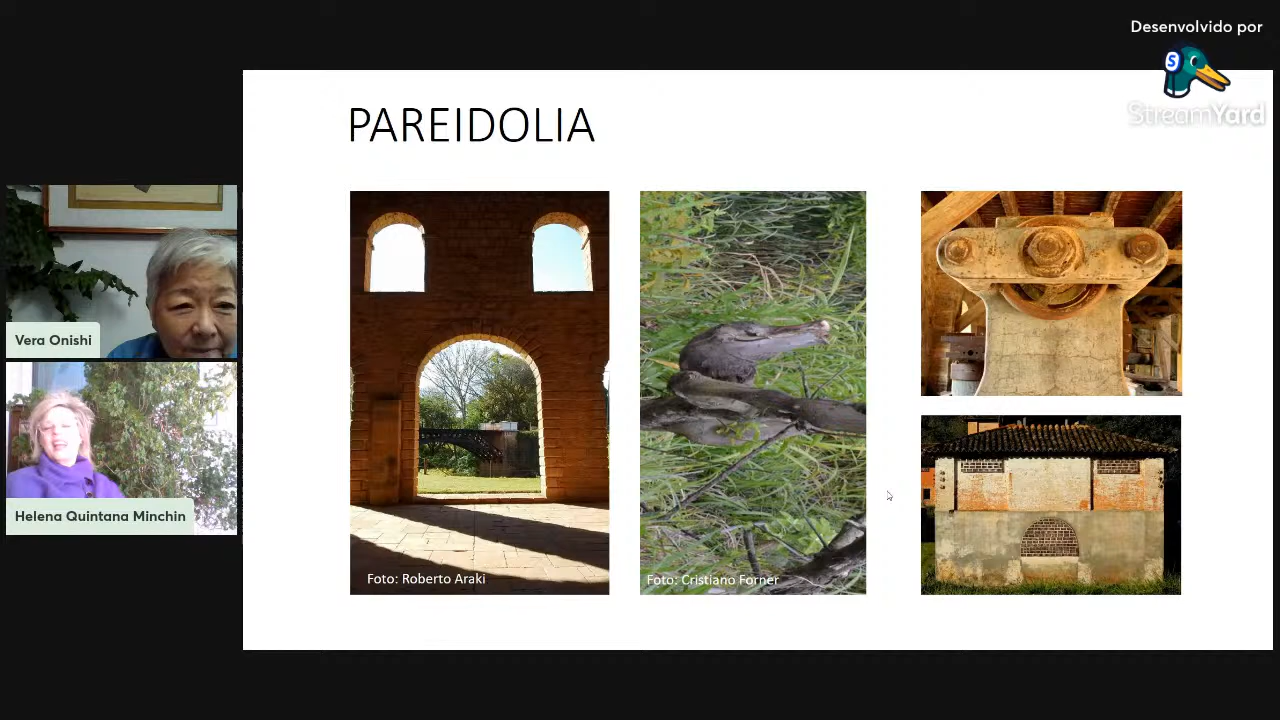 Desenvolvido por
StreamYard
PAREIDOLIA
Vera Onishi
Helena Quintana Minchin
Foto: Roberto Araki
Foto: Cristiano Forner